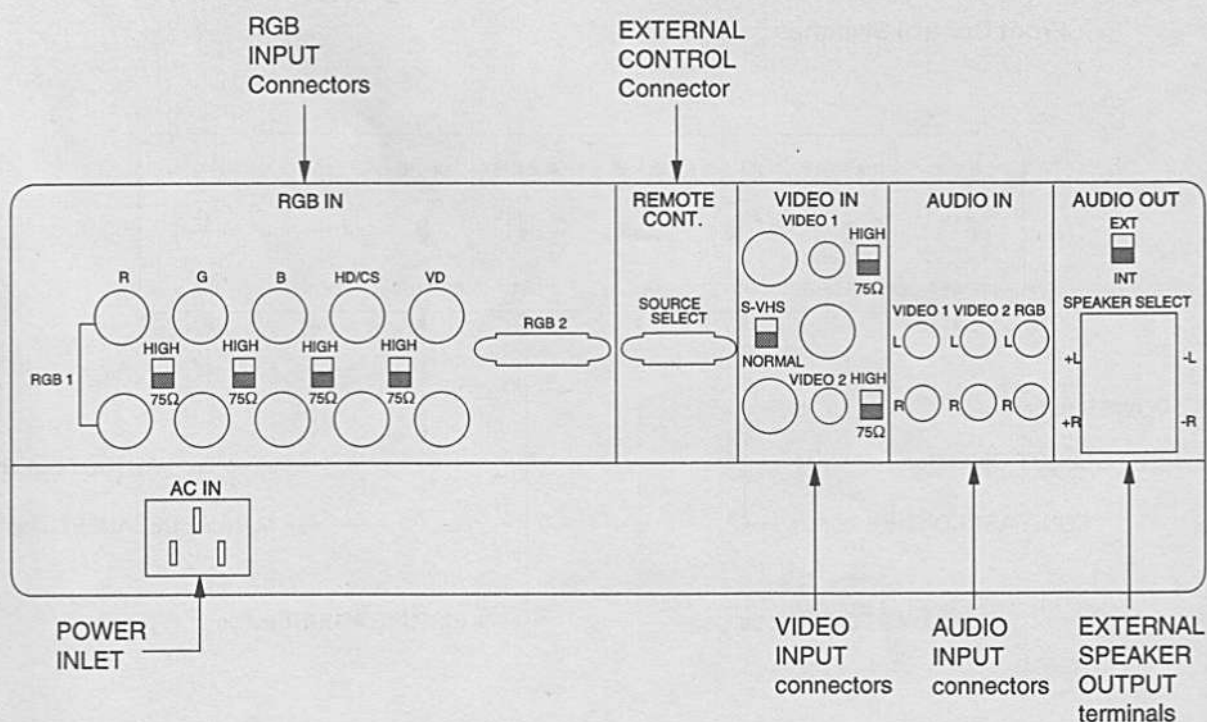 RGB
INPUT
Connectors
EXTERNAL
CONTROL
Connector
RGB IN
REMOTE
CONT.
VIDEO IN
AUDIO IN
AUDIO OUT
R
G
B
HD/CS
VD
RGB 1
HIGH
75Ω
HIGH
75Ω
HIGH
75Ω
HIGH
75Ω
RGB 2
SOURCE
SELECT
VIDEO 1
HIGH
75Ω
S-VHS
NORMAL
VIDEO 2
HIGH
75Ω
VIDEO 1 VIDEO 2 RGB
L L L
R R R
EXT
INT
SPEAKER SELECT
+L -L
+R -R
AC IN
POWER
INLET
VIDEO
INPUT
connectors
AUDIO
INPUT
connectors
EXTERNAL
SPEAKER
OUTPUT
terminals